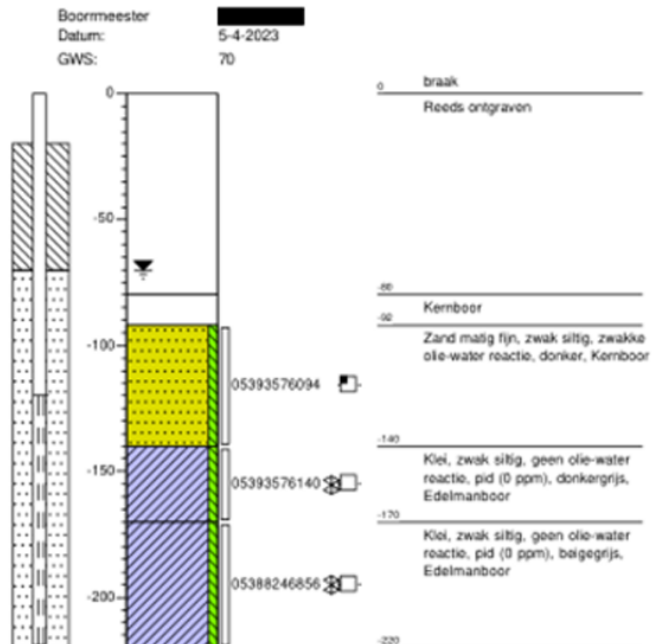 Boormeester
Datum: 5-4-2023
GWS: 70
0
braak
0
Reeds ontgraven
-50
-80
Kernboor
-92
Zand matig fijn, zwak siltig, zwakke
olie-water reactie, donker, Kernboor
-100
05393576094
-140
Klei, zwak siltig, geen olie-water
reactie, pid (0 ppm), donkergrijs,
Edelmanboor
-150
05393576140
-170
Klei, zwak siltig, geen olie-water
reactie, pid (0 ppm), beigegrijs,
Edelmanboor
05388246856
-200
-220